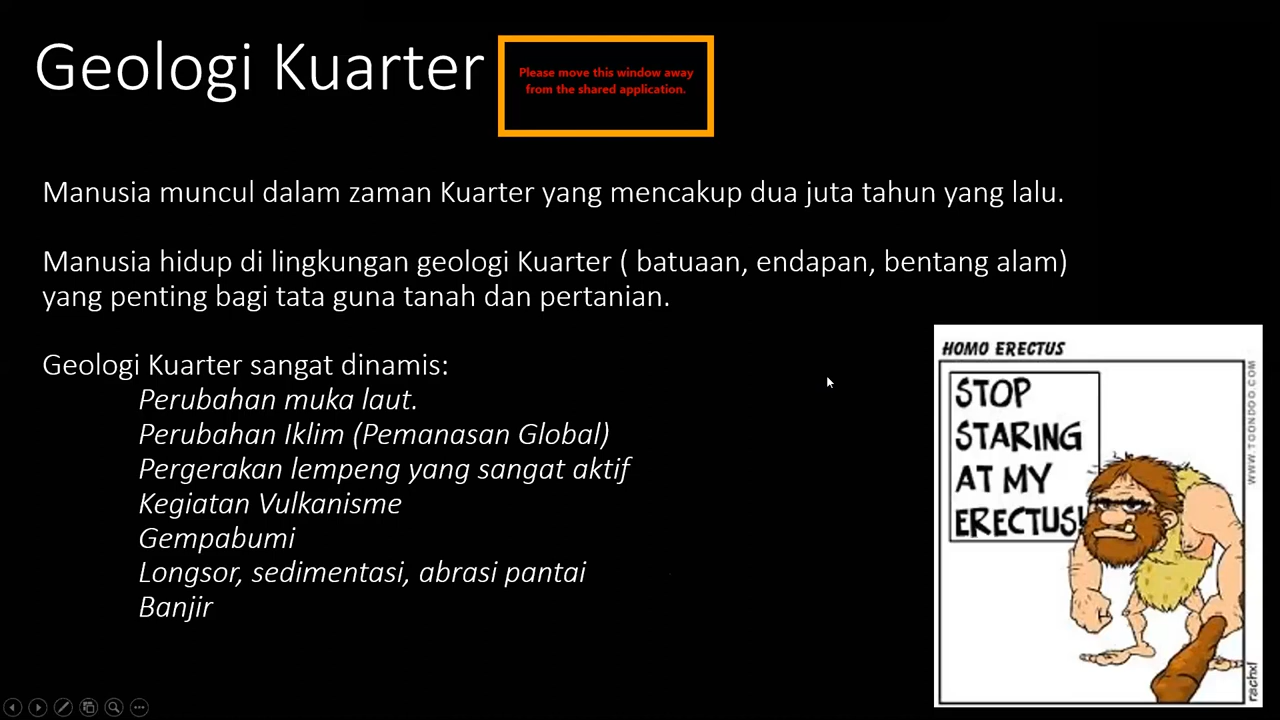 Geologi Kuarter
Please move this window away
from the shared application.
Manusia muncul dalam zaman Kuarter yang mencakup dua juta tahun yang lalu.
Manusia hidup di lingkungan geologi Kuarter ( batuaan, endapan, bentang alam)
yang penting bagi tata guna tanah dan pertanian.
Geologi Kuarter sangat dinamis:
Perubahan muka laut.
Perubahan Iklim (Pemanasan Global)
Pergerakan lempeng yang sangat aktif
Kegiatan Vulkanisme
Gempabumi
Longsor, sedimentasi, abrasi pantai
Banjir
HOMO ERECTUS
STOP
STARING
AT MY
ERECTUS!
WWW.TOONDOO.COM
rachxl